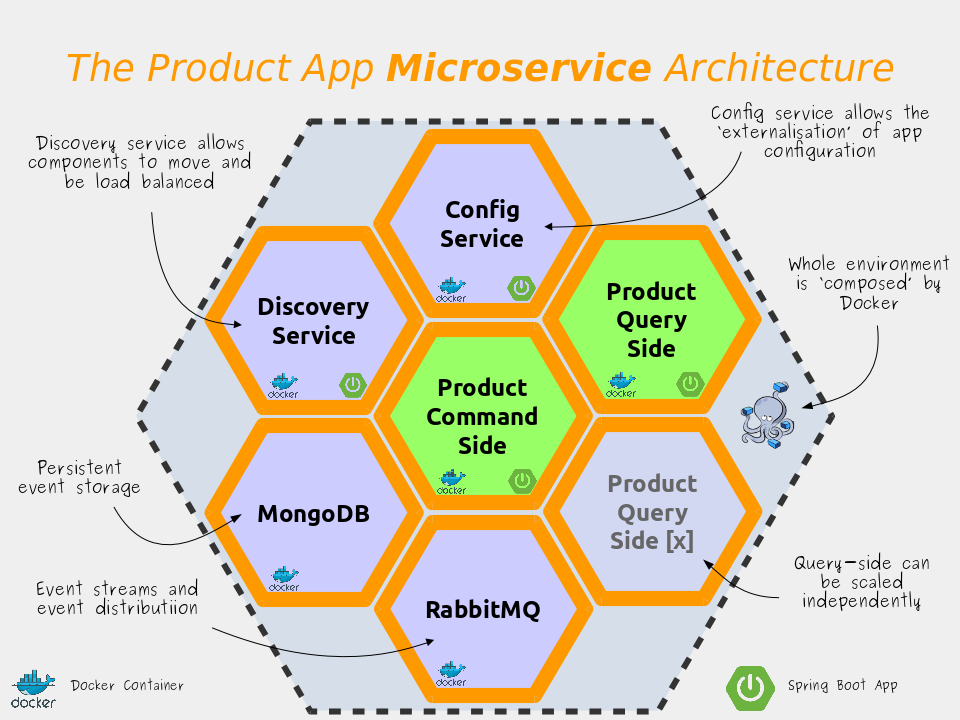 The Product App Microservice Architecture
Discovery service allows
components to move and
be load balanced
Config service allows the
'externalisation' of app
configuration
Config
Service
docker
Whole environment
is 'composed' by
Docker
Discovery
Service
docker
Product
Query
Side
docker
Product
Command
Side
docker
Persistent
event storage
MongoDB
docker
Product
Query
Side [x]
Query-side can
be scaled
independently
Event streams and
event distributiion
RabbitMQ
docker
docker
Docker Container
Spring Boot App